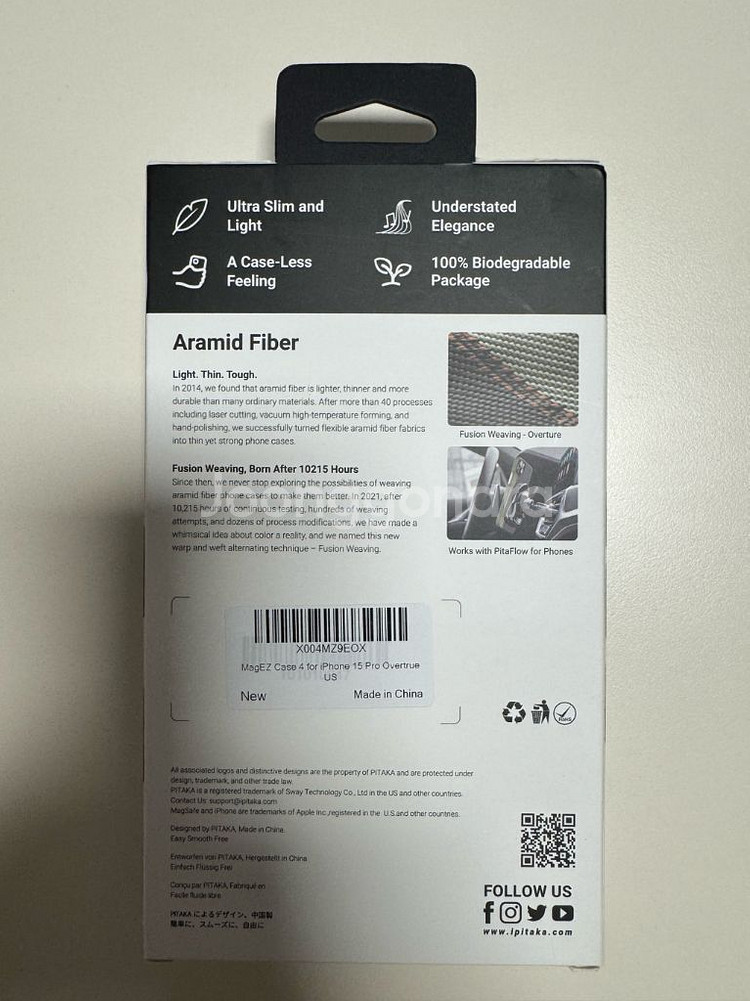 Ultra Slim and
Light
Understated
Elegance
A Case-Less
Feeling
100% Biodegradable
Package
Aramid Fiber
Light. Thin. Tough.
In 2014, we found that aramid fiber is lighter, thinner and more
durable than many ordinary materials. After more than 40 processes
including laser cutting, vacuum high-temperature forming, and
hand-polishing, we successfully turned flexible aramid fiber fabrics
into thin yet strong phone cases.
Fusion Weaving - Overture
Fusion Weaving, Born After 10215 Hours
Since then, we never stop exploring the possibilities of weaving
aramid fiber phone cases to make them better. In 2021, after
10,215 hours of continuous testing, hundreds of weaving
attempts, and dozens of process modifications, we have made a
whimsical idea about color a reality, and we named this new
warp and weft alternating technique – Fusion Weaving.
Works with PitaFlow for Phones
X004MZ9EOX
MagEZ Case 4 for iPhone 15 Pro Overtrue
US
New
Made in China
RoHS
All associated logos and distinctive designs are the property of PITAKA and are protected under
design, trademark, and other trade law.
PITAKA is a registered trademark of Sway Technology Co., Ltd in the US and other countries.
Contact Us: support@ipitaka.com
MagSafe and iPhone are trademarks of Apple Inc.,registered in the U.S.and other countries.
Designed by PITAKA, Made in China.
Easy Smooth Free
Entworfen von PITAKA, Hergestellt in China
Einfach Flüssig Frei
Conçu par PITAKA, Fabriqué en
Facile fluide libre
PITAKA によるデザイン、中国製
簡単に、スムーズに、自由に
FOLLOW US
www.ipitaka.com